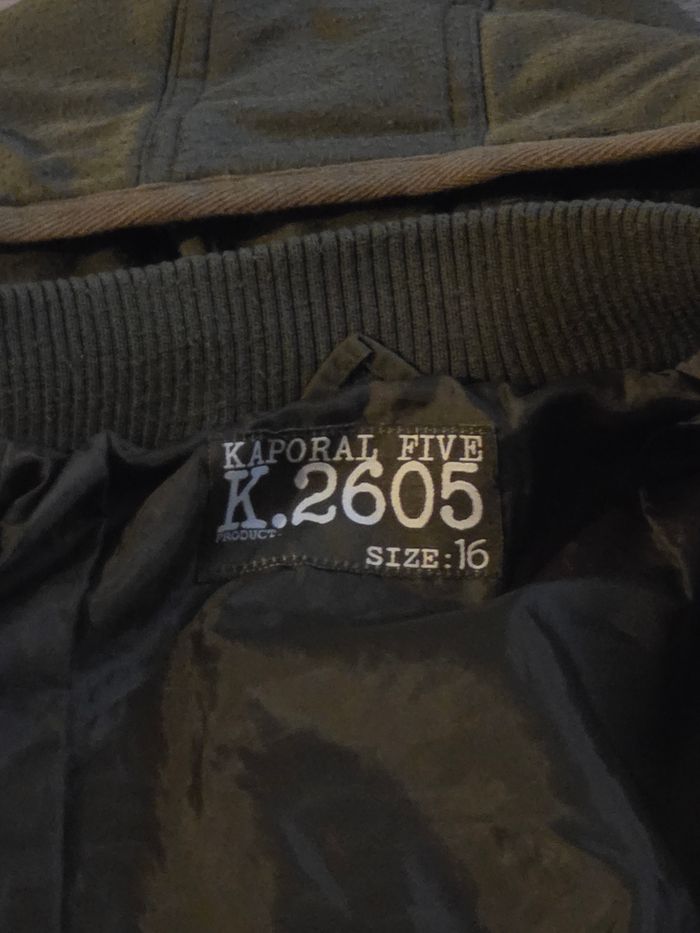 KAPORAL FIVE
K.2605
PRODUCT
SIZE:16